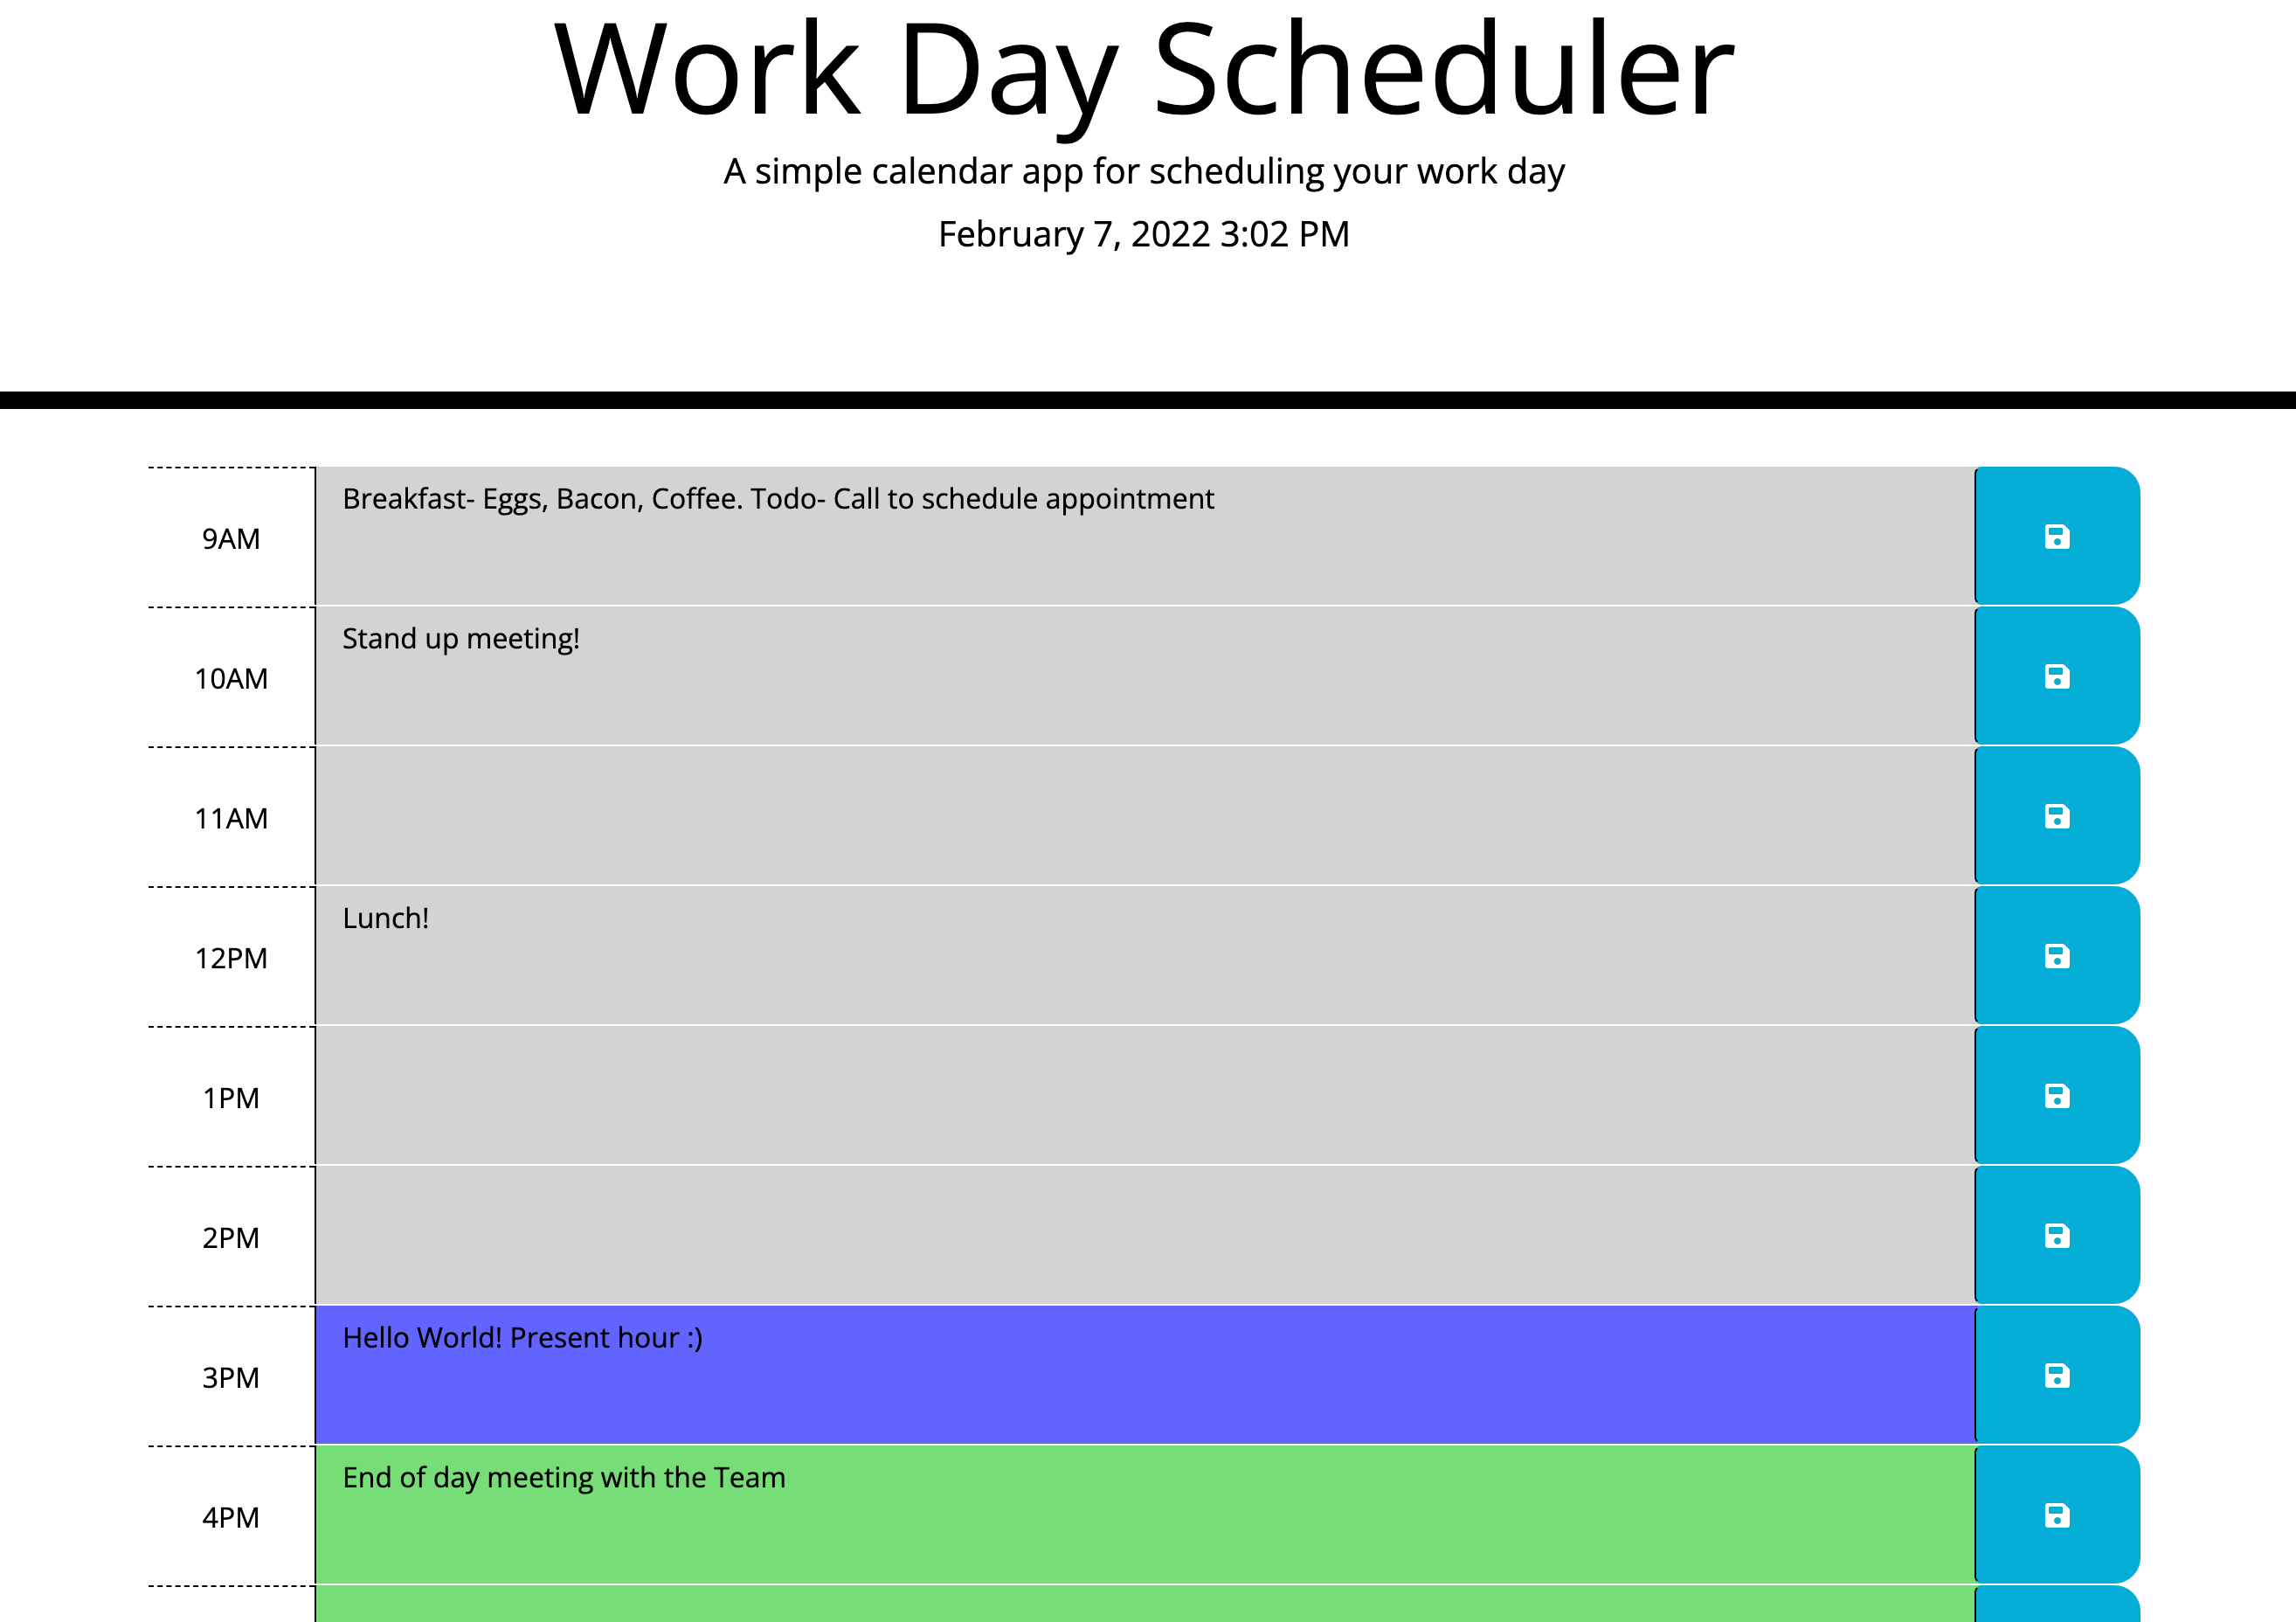 Work Day Scheduler
A simple calendar app for scheduling your work day
February 7, 2022 3:02 PM
9AM
Breakfast- Eggs, Bacon, Coffee. Todo- Call to schedule appointment
10AM
Stand up meeting!
11AM
12PM
Lunch!
1PM
2PM
3PM
Hello World! Present hour :)
4PM
End of day meeting with the Team